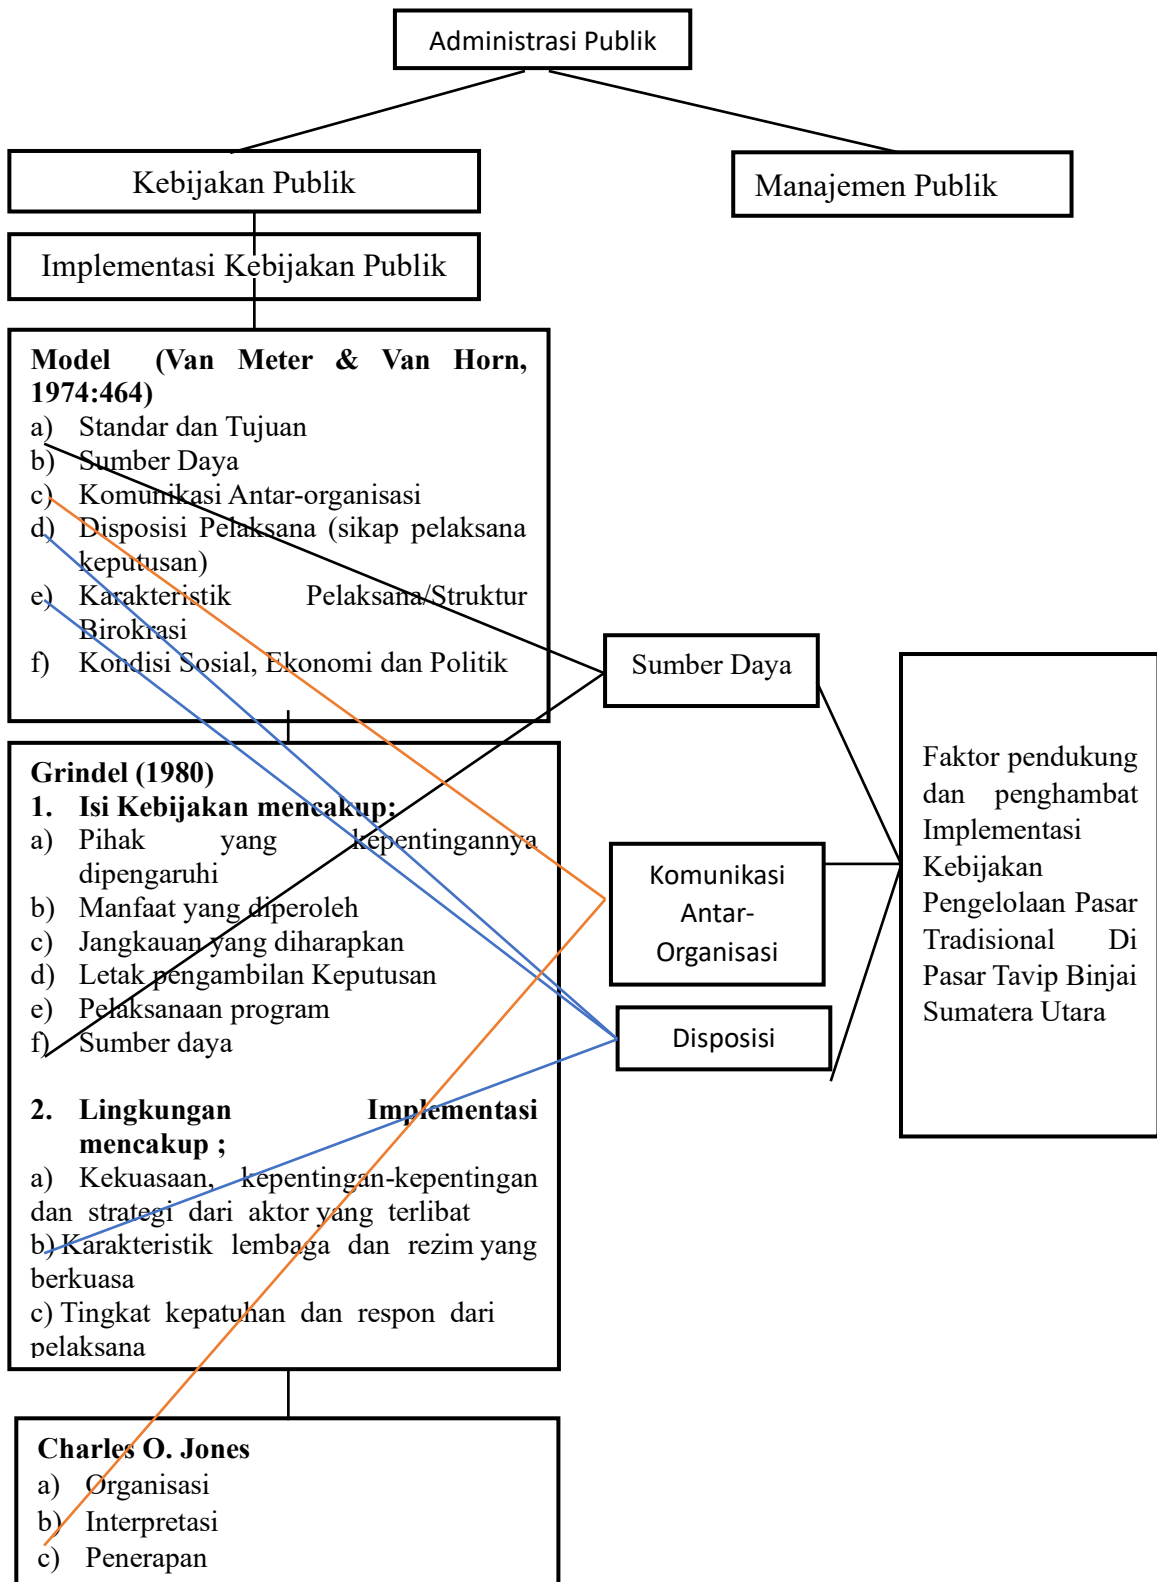 Administrasi Publik
Kebijakan Publik
Manajemen Publik
Implementasi Kebijakan Publik
Model (Van Meter & Van Horn,
1974:464)
a) Standar dan Tujuan
b) Sumber Daya
c) Komunikasi Antar-organisasi
d) Disposisi Pelaksana (sikap pelaksana
keputusan)
e) Karakteristik Pelaksana/Struktur
Birokrasi
f) Kondisi Sosial, Ekonomi dan Politik
Grindel (1980)
1. Isi Kebijakan mencakup:
a) Pihak yang kepentingannya
dipengaruhi
b) Manfaat yang diperoleh
c) Jangkauan yang diharapkan
d) Letak pengambilan Keputusan
e) Pelaksanaan program
f) Sumber daya
2. Lingkungan Implementasi
mencakup ;
a) Kekuasaan, kepentingan-kepentingan
dan strategi dari aktor yang terlibat
b) Karakteristik lembaga dan rezim yang
berkuasa
c) Tingkat kepatuhan dan respon dari
pelaksana
Charles O. Jones
a) Organisasi
b) Interpretasi
c) Penerapan
Sumber Daya
Komunikasi
Antar-
Organisasi
Disposisi
Faktor pendukung
dan penghambat
Implementasi
Kebijakan
Pengelolaan Pasar
Tradisional Di
Pasar Tavip Binjai
Sumatera Utara